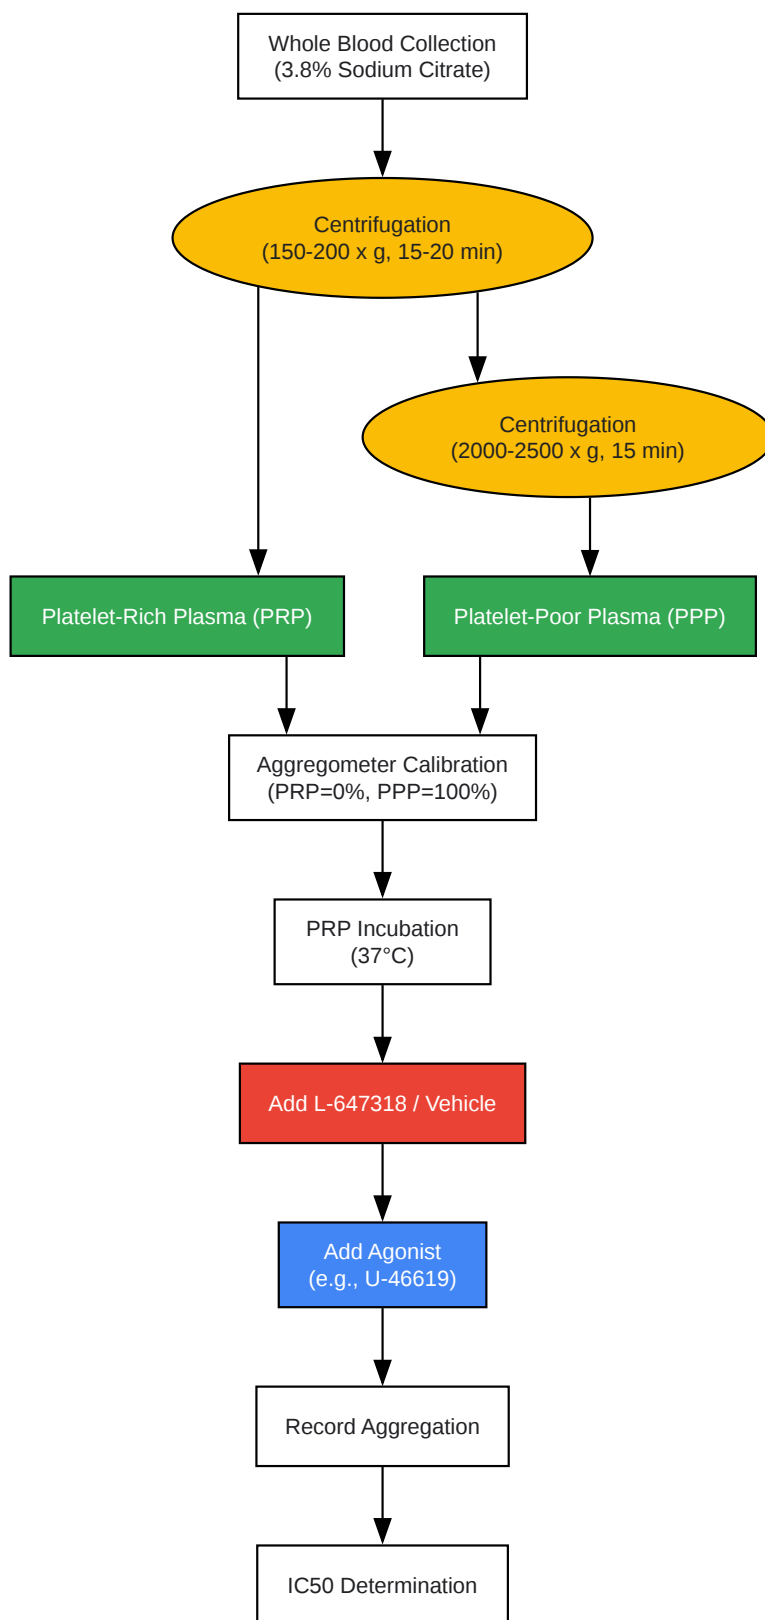 Whole Blood Collection
(3.8% Sodium Citrate)
Centrifugation
(150-200 x g, 15-20 min)
Centrifugation
(2000-2500 x g, 15 min)
Platelet-Rich Plasma (PRP)
Platelet-Poor Plasma (PPP)
Aggregometer Calibration
(PRP=0%, PPP=100%)
PRP Incubation
(37°C)
Add L-647318 / Vehicle
Add Agonist
(e.g., U-46619)
Record Aggregation
IC50 Determination